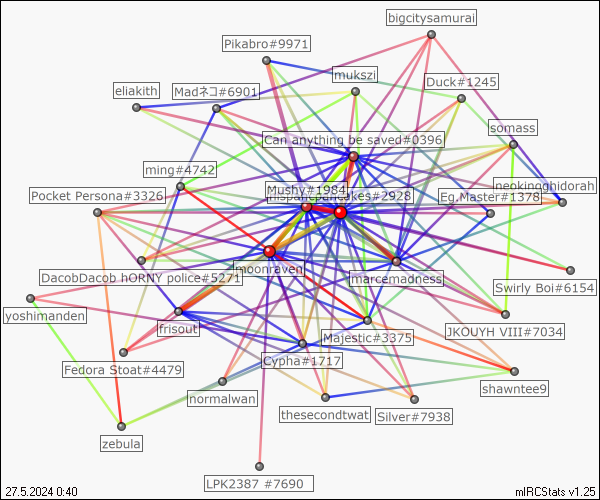 bigcitysamurai
Pikabro#9971
mukszi
Duck#1245
eliakith
Madネコ#6901
somass
Can anything be saved#0396
ming#4742
Mushy#1984
akes#2928
neokingghidorah
Eg.Master#1378
Pocket Persona#3326
moonraven
marcemadness
DacobDacob hORNY police#5271
Swirly Boi#6154
yoshimanden
frisout
Majestic#3375
JKOUYH VIII#7034
Fedora Stoat#4479
Cypha#1717
shawntee9
normalwan
thesecondtwat
Silver#7938
zebula
LPK2387 #7690
27.5.2024 0:40
mIRCStats v1.25